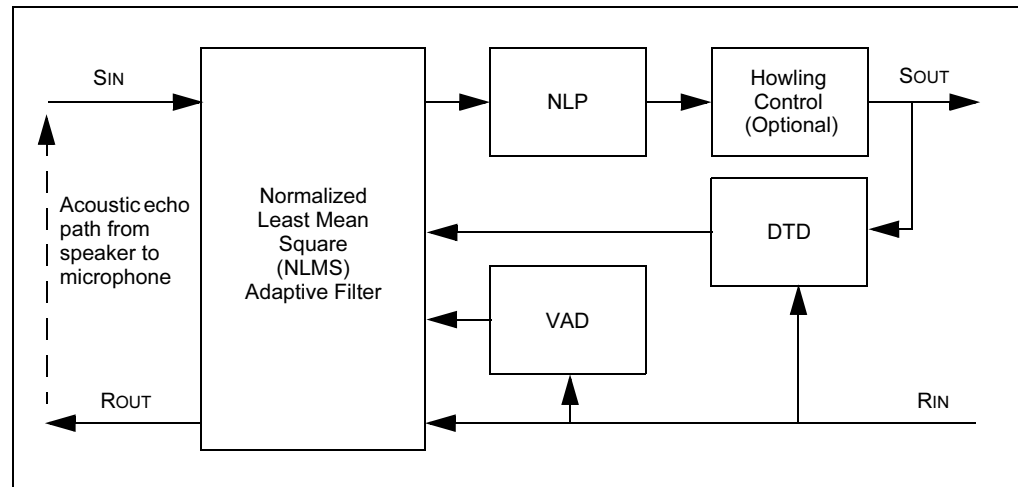 SIN
NLP
Howling
Control
(Optional)
SOUT
Acoustic echo
path from
speaker to
microphone
Normalized
Least Mean
Square
(NLMS)
Adaptive Filter
DTD
VAD
ROUT
RIN